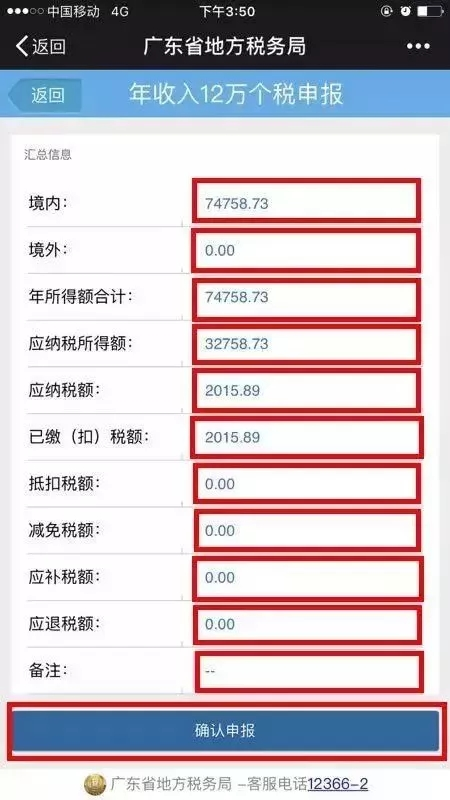 中国移动 4G 下午3:50
返回 广东省地方税务局
返回 年收入12万个税申报
汇总信息
境内: 74758.73
境外: 0.00
年所得额合计: 74758.73
应纳税所得额: 32758.73
应纳税额: 2015.89
已缴（扣）税额: 2015.89
抵扣税额: 0.00
减免税额: 0.00
应补税额: 0.00
应退税额: 0.00
备注: --
确认申报
广东省地方税务局 -客服电话12366-2